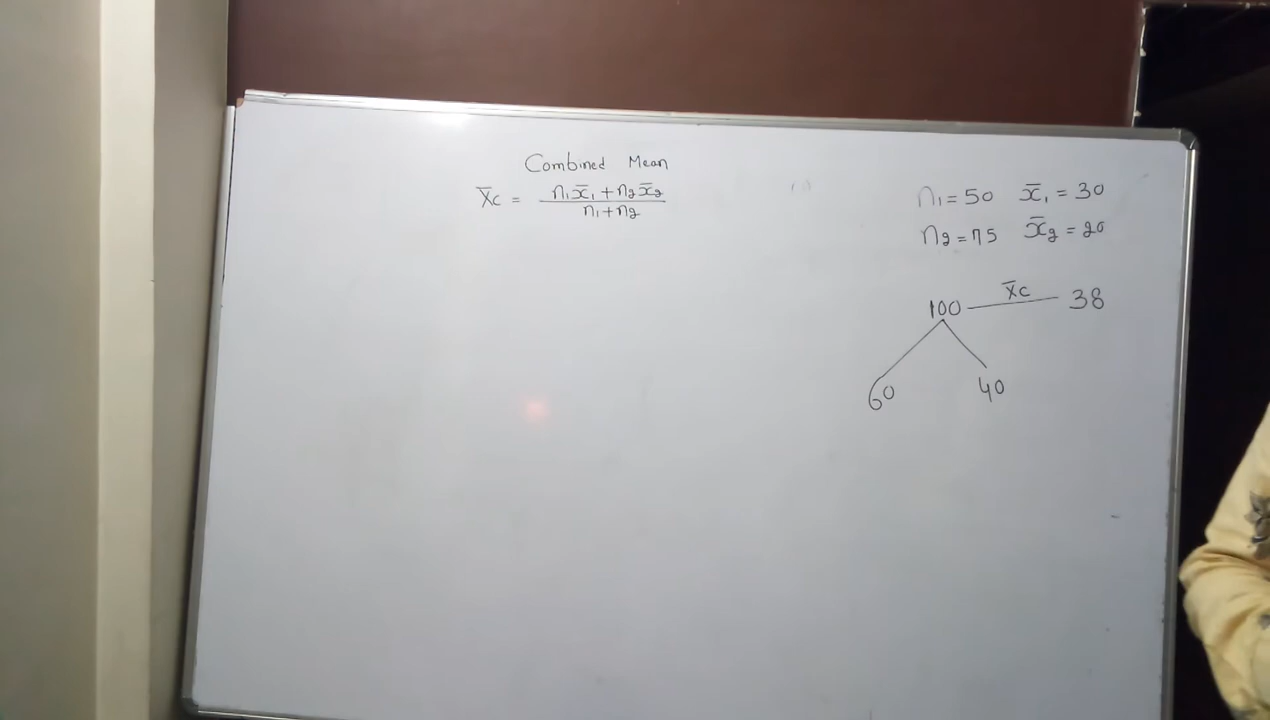 Combined Mean
X̄c = n₁x̄₁ + n₂x̄₂ / n₁+n₂
n₁ = 50 x̄₁ = 30
n₂ = 75 x̄₂ = 20
100 X̄c 38
60 40